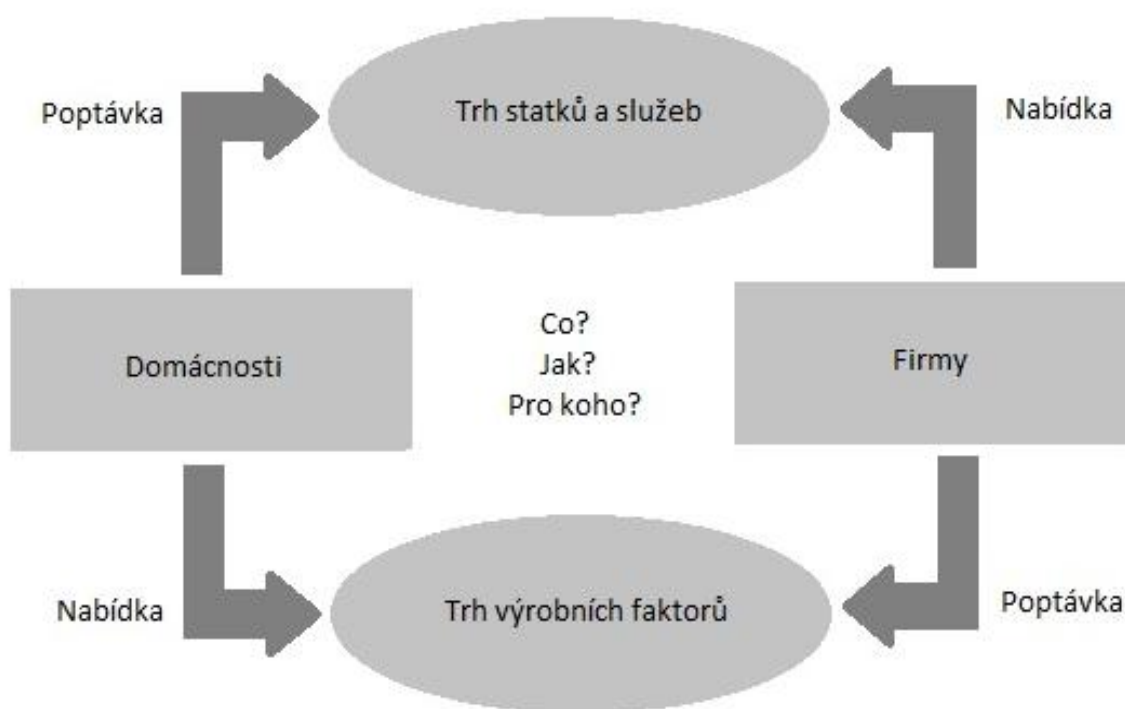 Trh statků a služeb
Poptávka
Nabídka
Co?
Jak?
Pro koho?
Domácnosti
Firmy
Nabídka
Trh výrobních faktorů
Poptávka